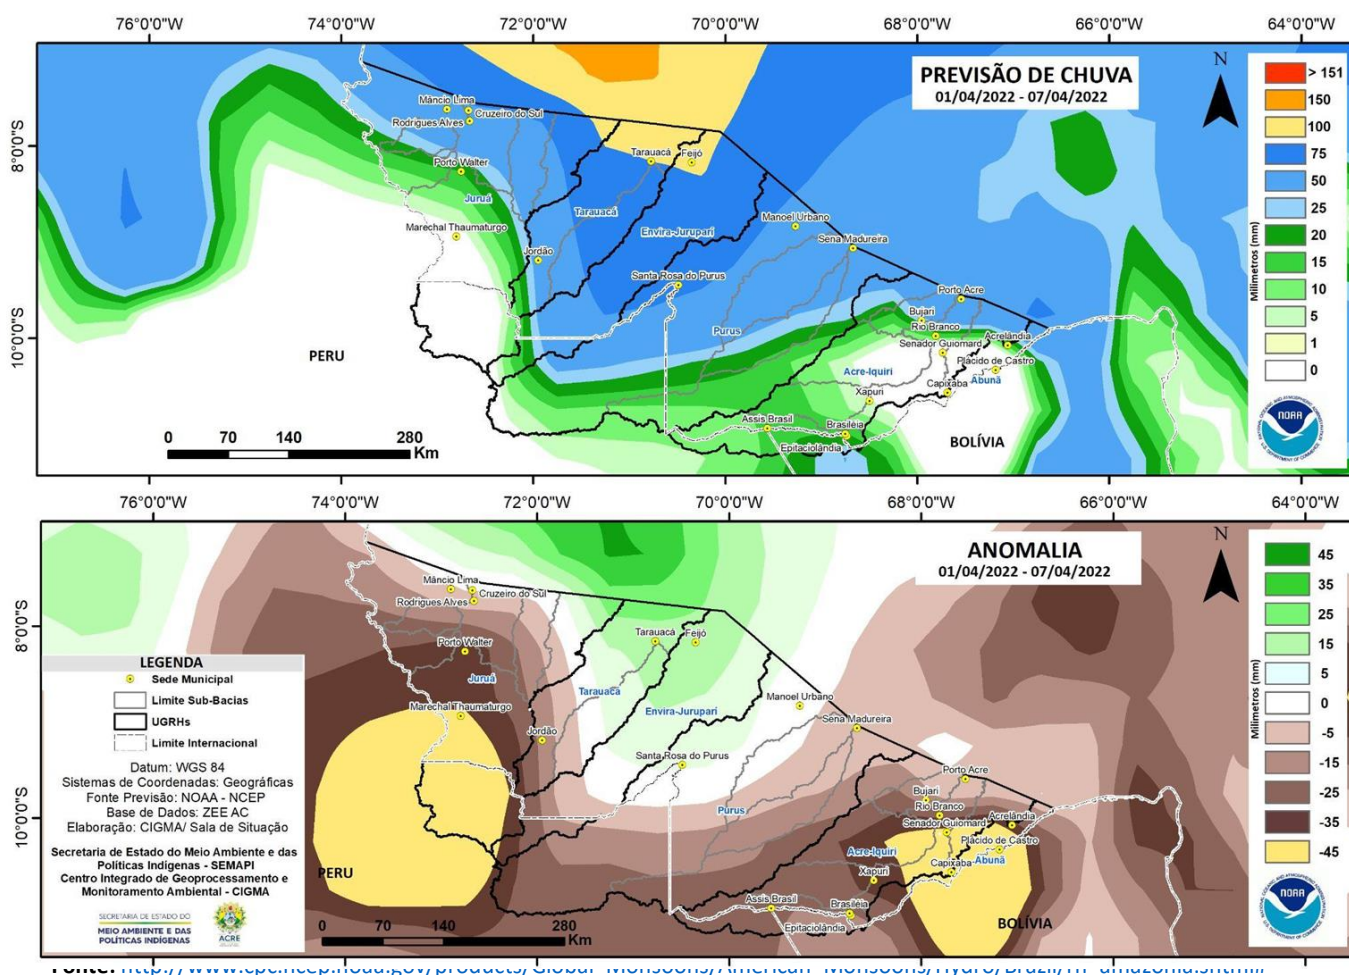 76°0'0"W 74°0'0"W 72°0'0"W 70°0'0"W 68°0'0"W 66°0'0"W 64°0'0"W
8°0'0"S
10°0'0"S
PREVISÃO DE CHUVA
01/04/2022 - 07/04/2022
N
Milímetros (mm)
> 151
150
100
75
50
25
20
15
10
5
1
0
NOAA
Mâncio Lima
Cruzeiro do Sul
Rodrigues Alves
Porto Walter
Juruá
Marechal Thaumaturgo
Jordão
Tarauacá
Feijó
Tarauacá
Envira-Jurupari
Santa Rosa do Purus
Manoel Urbano
Sena Madureira
Purus
Porto Acre
Bujari
Rio Branco
Senador Guiomard
Acrelândia
Plácido de Castro
Acre-Iquiri
Abunã
Capixaba
Xapuri
Assis Brasil
Brasiléia
Epitaciolândia
PERU
BOLÍVIA
0 70 140 280
Km
76°0'0"W 74°0'0"W 72°0'0"W 70°0'0"W 68°0'0"W 66°0'0"W 64°0'0"W
8°0'0"S
10°0'0"S
ANOMALIA
01/04/2022 - 07/04/2022
N
Milímetros (mm)
45
35
25
15
5
0
-5
-15
-25
-35
-45
NOAA
Mâncio Lima
Cruzeiro do Sul
Rodrigues Alves
Porto Walter
Juruá
Marechal Thaumaturgo
Jordão
Tarauacá
Feijó
Tarauacá
Envira-Jurupari
Santa Rosa do Purus
Manoel Urbano
Sena Madureira
Purus
Porto Acre
Bujari
Rio Branco
Senador Guiomard
Acrelândia
Plácido de Castro
Acre-Iquiri
Abunã
Capixaba
Xapuri
Assis Brasil
Brasiléia
Epitaciolândia
PERU
BOLÍVIA
0 70 140 280
Km
LEGENDA
Sede Municipal
Limite Sub-Bacias
UGRHs
Limite Internacional
Datum: WGS 84
Sistemas de Coordenadas: Geográficas
Fonte Previsão: NOAA - NCEP
Base de Dados: ZEE AC
Elaboração: CIGMA/ Sala de Situação
Secretaria de Estado do Meio Ambiente e das
Políticas Indígenas - SEMAPI
Centro Integrado de Geoprocessamento e
Monitoramento Ambiental - CIGMA
SECRETARIA DE ESTADO DO
MEIO AMBIENTE E DAS
POLÍTICAS INDÍGENAS
ACRE
Fonte: